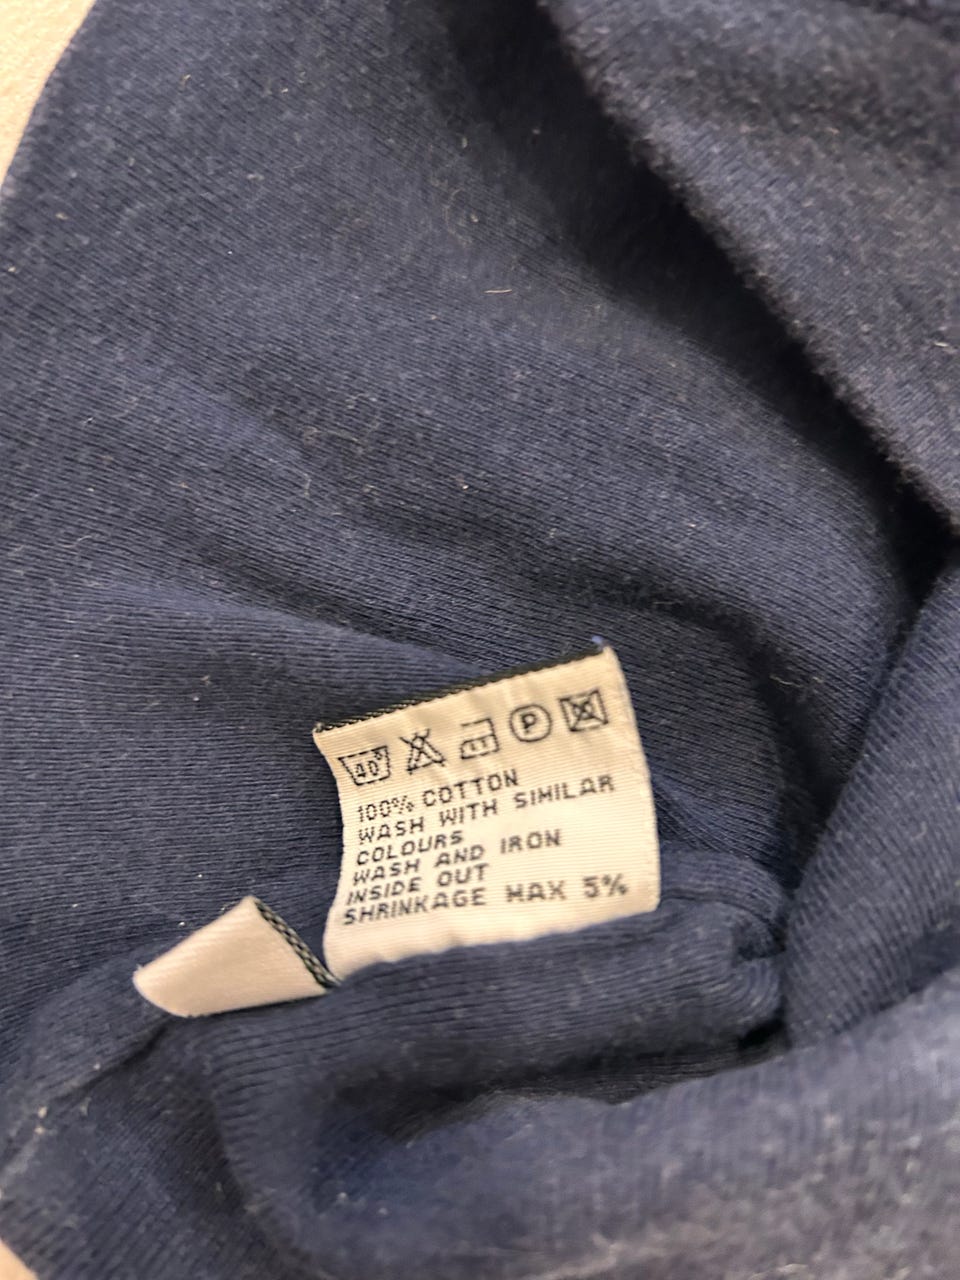 40° P
100% COTTON
WASH WITH SIMILAR
COLOURS
WASH AND IRON
INSIDE OUT
SHRINKAGE MAX 5%